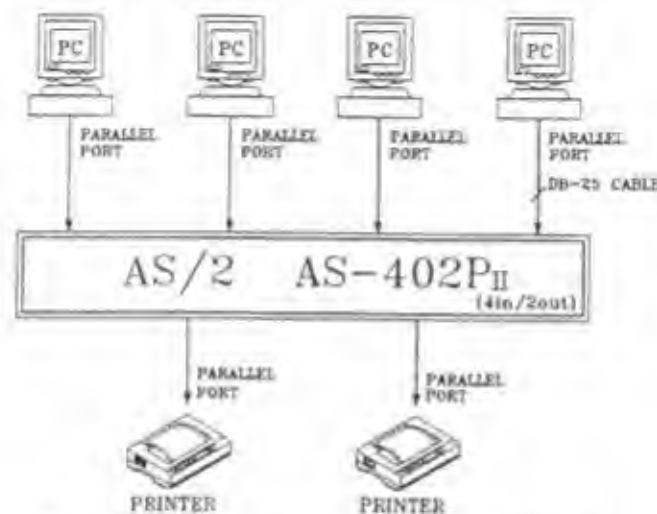 PC PC PC PC
PARALLEL PORT
PARALLEL PORT
PARALLEL PORT
PARALLEL PORT
DB-25 CABLE
AS/2 AS-402PII
(4in/2out)
PARALLEL PORT
PARALLEL PORT
PRINTER PRINTER